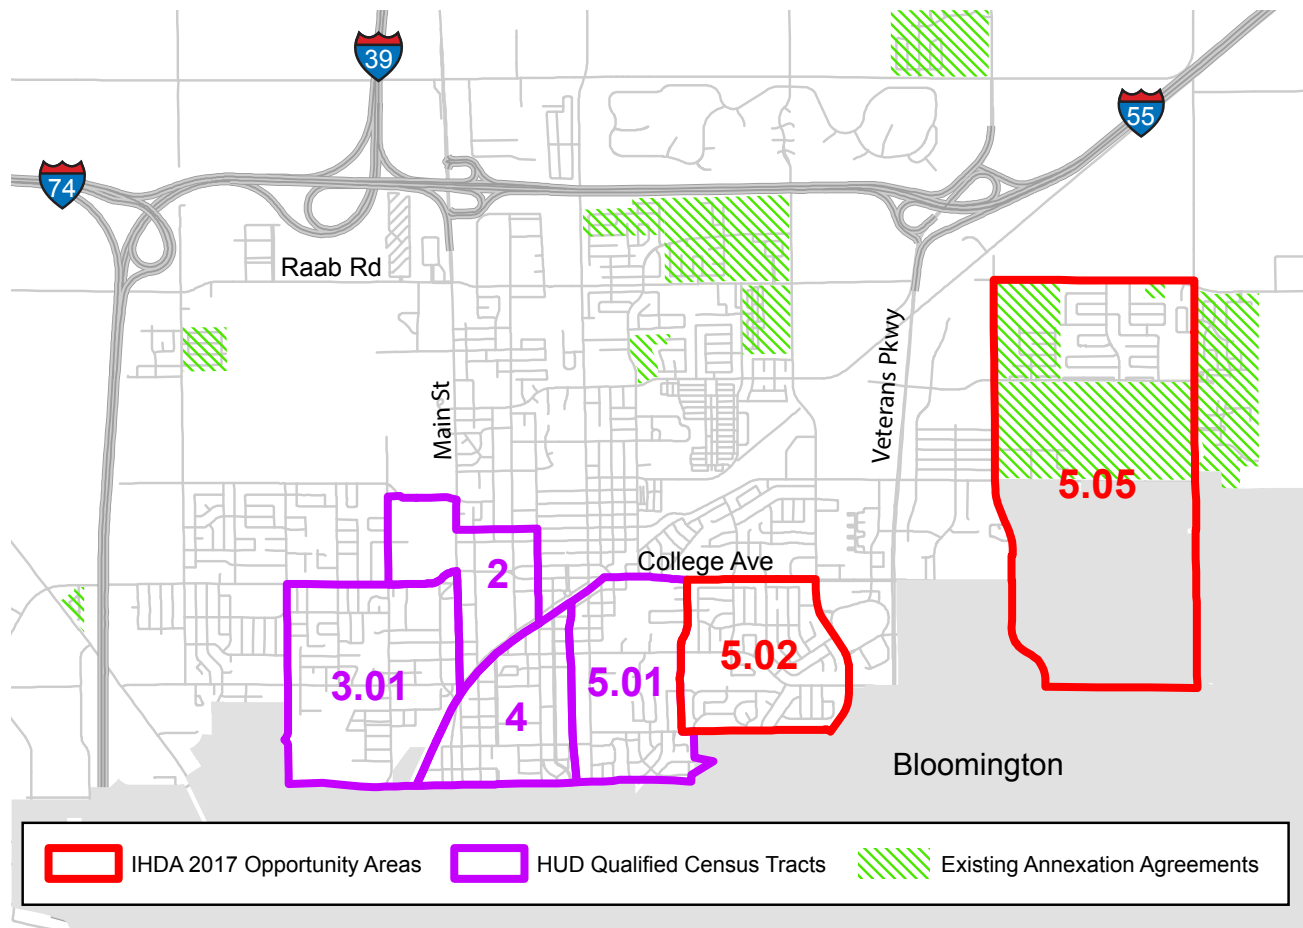 39
55
74
Raab Rd
Main St
Veterans Pkwy
5.05
College Ave
2
5.02
3.01
5.01
4
Bloomington
IHDA 2017 Opportunity Areas
HUD Qualified Census Tracts
Existing Annexation Agreements